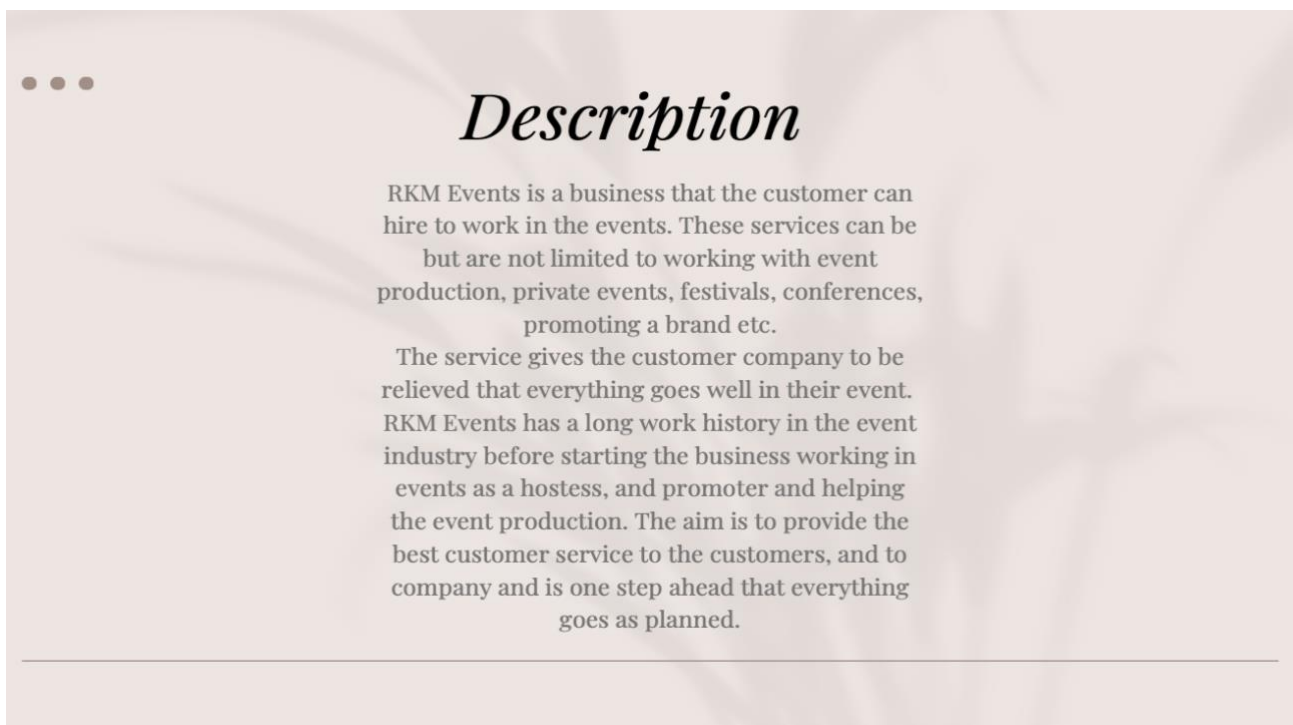 Description
RKM Events is a business that the customer can
hire to work in the events. These services can be
but are not limited to working with event
production, private events, festivals, conferences,
promoting a brand etc.
The service gives the customer company to be
relieved that everything goes well in their event.
RKM Events has a long work history in the event
industry before starting the business working in
events as a hostess, and promoter and helping
the event production. The aim is to provide the
best customer service to the customers, and to
company and is one step ahead that everything
goes as planned.